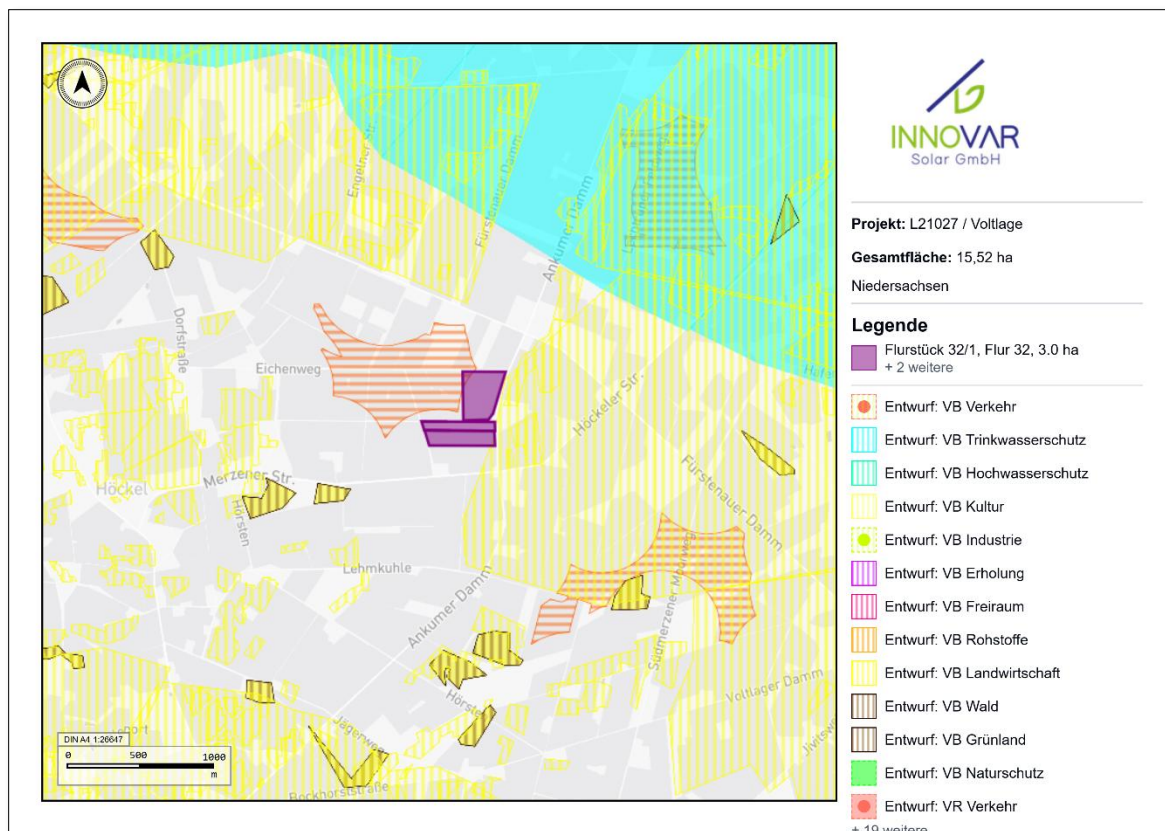 INNOVAR
Solar GmbH
Projekt: L21027 / Voltlage
Gesamtfläche: 15,52 ha
Niedersachsen
Legende
Flurstück 32/1, Flur 32, 3.0 ha
+ 2 weitere
Entwurf: VB Verkehr
Entwurf: VB Trinkwasserschutz
Entwurf: VB Hochwasserschutz
Entwurf: VB Kultur
Entwurf: VB Industrie
Entwurf: VB Erholung
Entwurf: VB Freiraum
Entwurf: VB Rohstoffe
Entwurf: VB Landwirtschaft
Entwurf: VB Wald
Entwurf: VB Grünland
Entwurf: VB Naturschutz
Entwurf: VR Verkehr
+ 19 weitere
Engelner Str.
Fürstenauer Damm
Ankumer Damm
Dorfstraße
Eichenweg
Höckeler Str.
Merzener Str.
Höckel
Hörsten
Fürstenauer Damm
Lehmkuhle
Ankumer Damm
Südmerzener Moorweg
Voltlager Damm
Hörsten
Jägerweg
Bockhorststraße
DIN A4 1:26647
0 500 1000
m